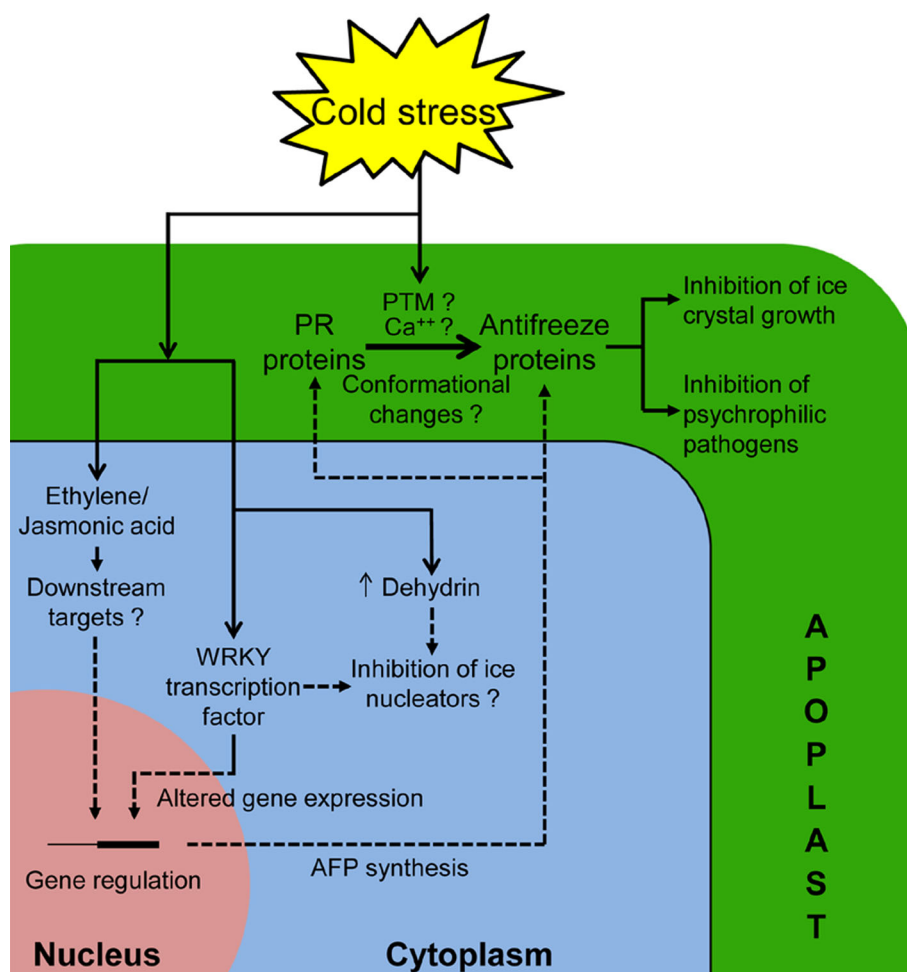 Cold stress
PTM ?
Ca⁺⁺ ?
PR
proteins
Antifreeze
proteins
Conformational
changes ?
Inhibition of ice
crystal growth
Inhibition of
psychrophilic
pathogens
Ethylene/
Jasmonic acid
Downstream
targets ?
↑ Dehydrin
WRKY
transcription
factor
Inhibition of ice
nucleators ?
Altered gene expression
AFP synthesis
Gene regulation
Nucleus
Cytoplasm
A
P
O
P
L
A
S
T